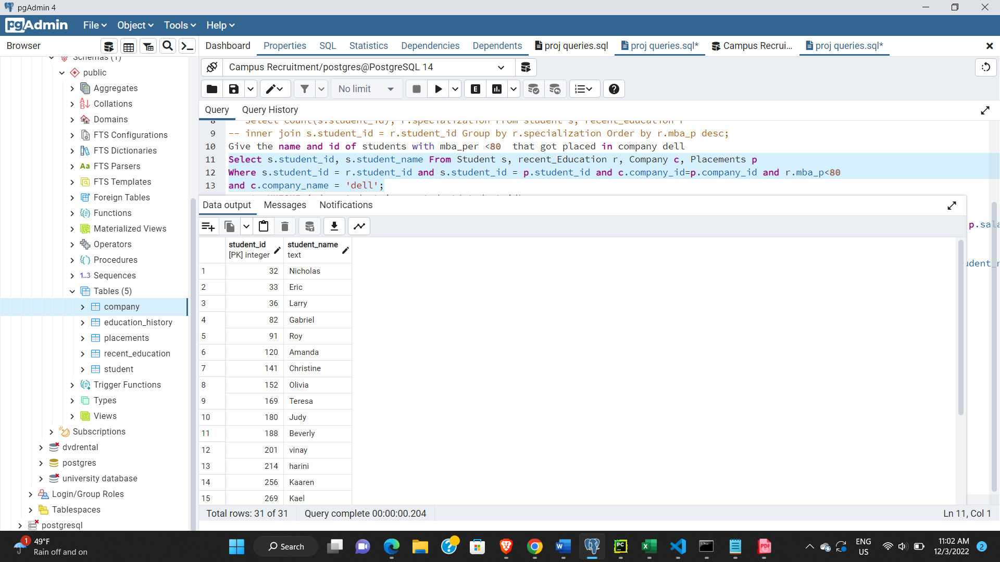 pgAdmin 4
pgAdmin
File
Object
Tools
Help
Browser
Dashboard
Properties
SQL
Statistics
Dependencies
Dependents
proj queries.sql
proj queries.sql*
Campus Recrui...
proj queries.sql*
Schemas (1)
public
Aggregates
Collations
Domains
FTS Configurations
FTS Dictionaries
FTS Parsers
FTS Templates
Foreign Tables
Functions
Materialized Views
Operators
Procedures
1..3 Sequences
Tables (5)
company
education_history
placements
recent_education
student
Trigger Functions
Types
Views
Subscriptions
dvdrental
postgres
university database
Login/Group Roles
Tablespaces
postgresql
Campus Recruitment/postgres@PostgreSQL 14
No limit
E
Query
Query History
8 Select Count(s.student_id), r.specialization From student s, recent_education r
9 -- inner join s.student_id = r.student_id Group by r.specialization Order by r.mba_p desc;
10 Give the name and id of students with mba_per <80  that got placed in company dell
11 Select s.student_id, s.student_name From Student s, recent_Education r, Company c, Placements p
12 Where s.student_id = r.student_id and s.student_id = p.student_id and c.company_id=p.company_id and r.mba_p<80
13 and c.company_name = 'dell';
p.sala
udent_n
Data output
Messages
Notifications
student_id
[PK] integer
student_name
text
1 32 Nicholas
2 33 Eric
3 36 Larry
4 82 Gabriel
5 91 Roy
6 120 Amanda
7 141 Christine
8 152 Olivia
9 169 Teresa
10 180 Judy
11 188 Beverly
12 201 vinay
13 214 harini
14 256 Kaaren
15 269 Kael
Total rows: 31 of 31
Query complete 00:00:00.204
Ln 11, Col 1
1
49°F
Rain off and on
Search
PC
PDF
ENG
US
11:02 AM
12/3/2022
2